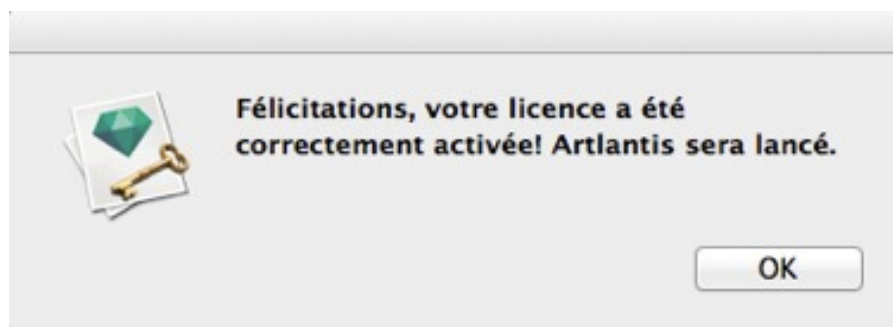 Félicitations, votre licence a été
correctement activée! Artlantis sera lancé.
OK